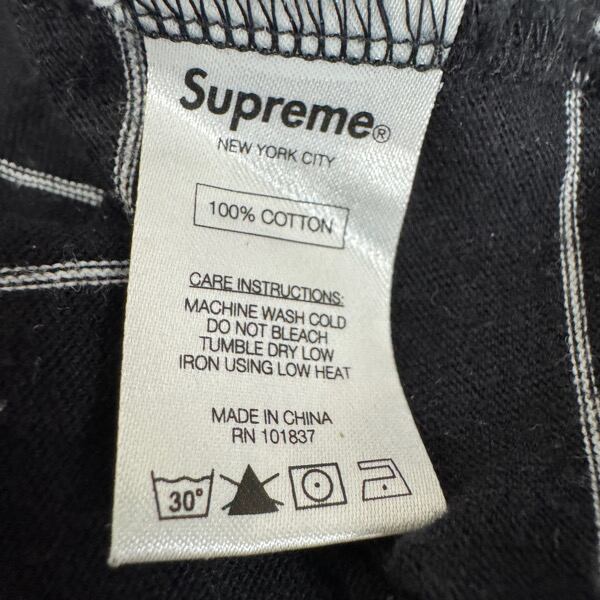 Supreme®
NEW YORK CITY
100% COTTON
CARE INSTRUCTIONS:
MACHINE WASH COLD
DO NOT BLEACH
TUMBLE DRY LOW
IRON USING LOW HEAT
MADE IN CHINA
RN 101837
30°